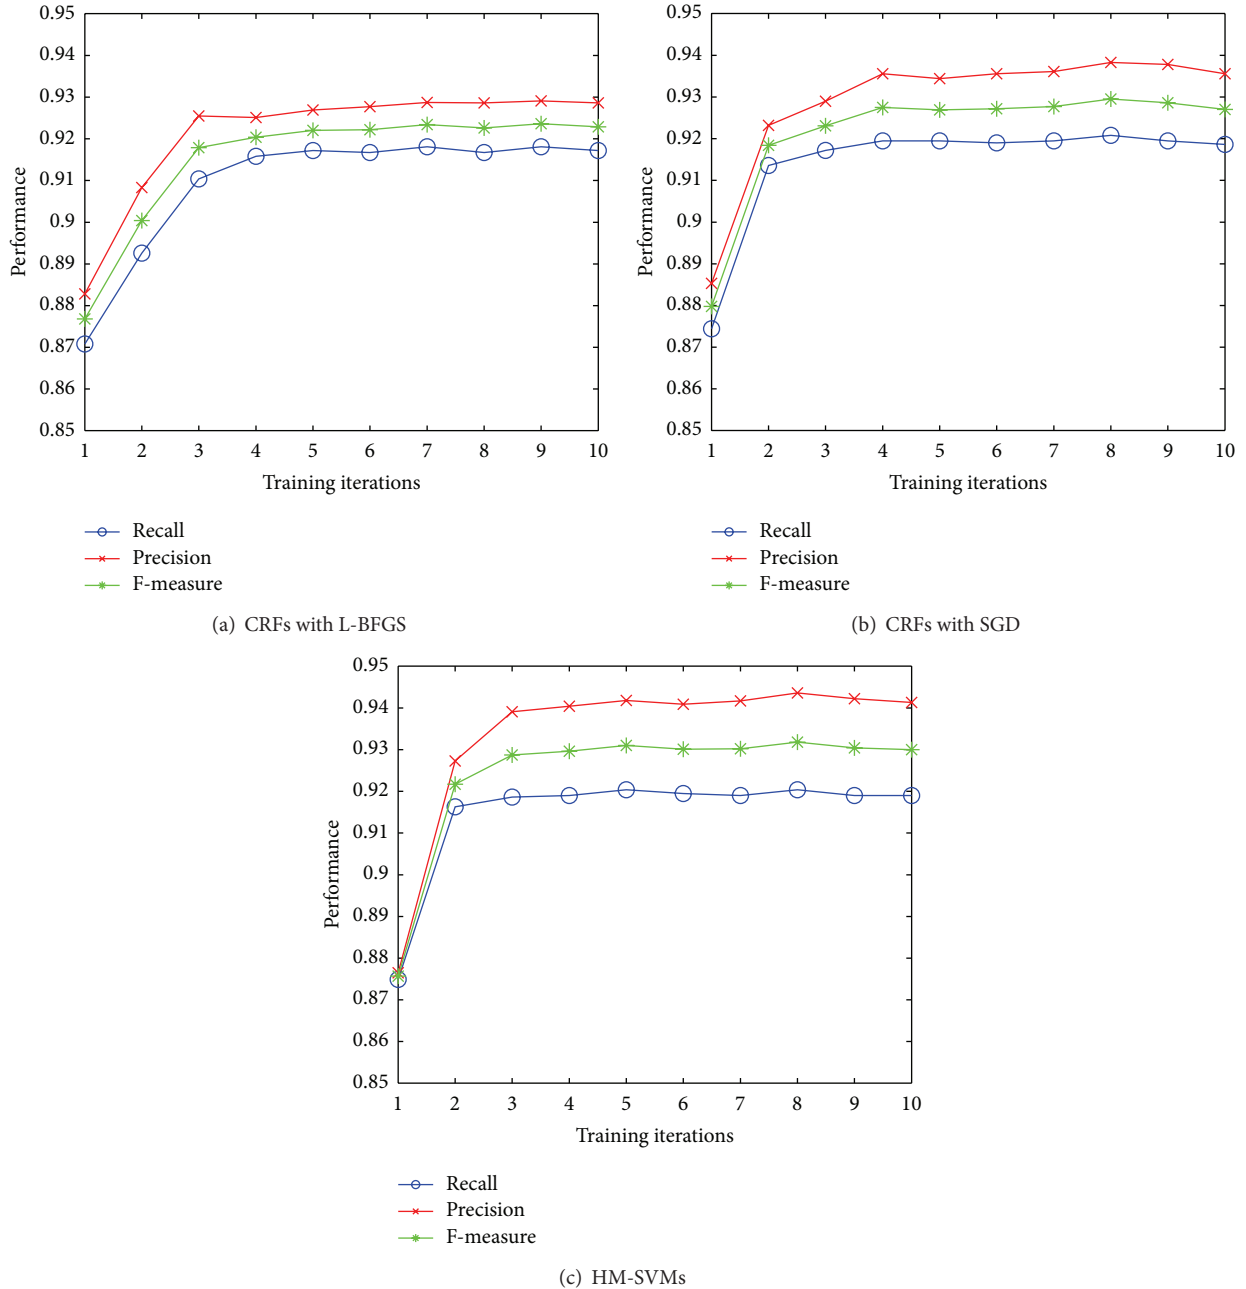 0.95
0.94
0.93
0.92
0.91
0.9
0.89
0.88
0.87
0.86
0.85
Performance
1 2 3 4 5 6 7 8 9 10
Training iterations
Recall
Precision
F-measure
(a) CRFs with L-BFGS
0.95
0.94
0.93
0.92
0.91
0.9
0.89
0.88
0.87
0.86
0.85
Performance
1 2 3 4 5 6 7 8 9 10
Training iterations
Recall
Precision
F-measure
(b) CRFs with SGD
0.95
0.94
0.93
0.92
0.91
0.9
0.89
0.88
0.87
0.86
0.85
Performance
1 2 3 4 5 6 7 8 9 10
Training iterations
Recall
Precision
F-measure
(c) HM-SVMs